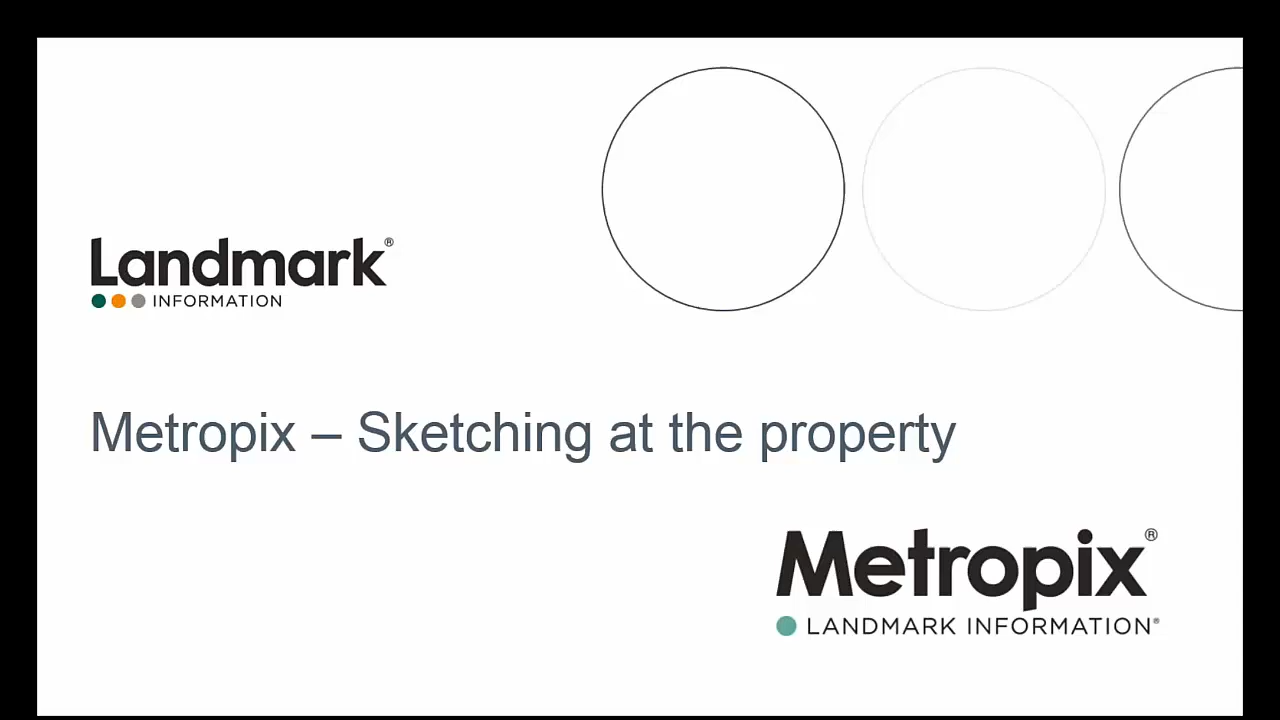 Landmark®
INFORMATION
Metropix – Sketching at the property
Metropix®
LANDMARK INFORMATION®